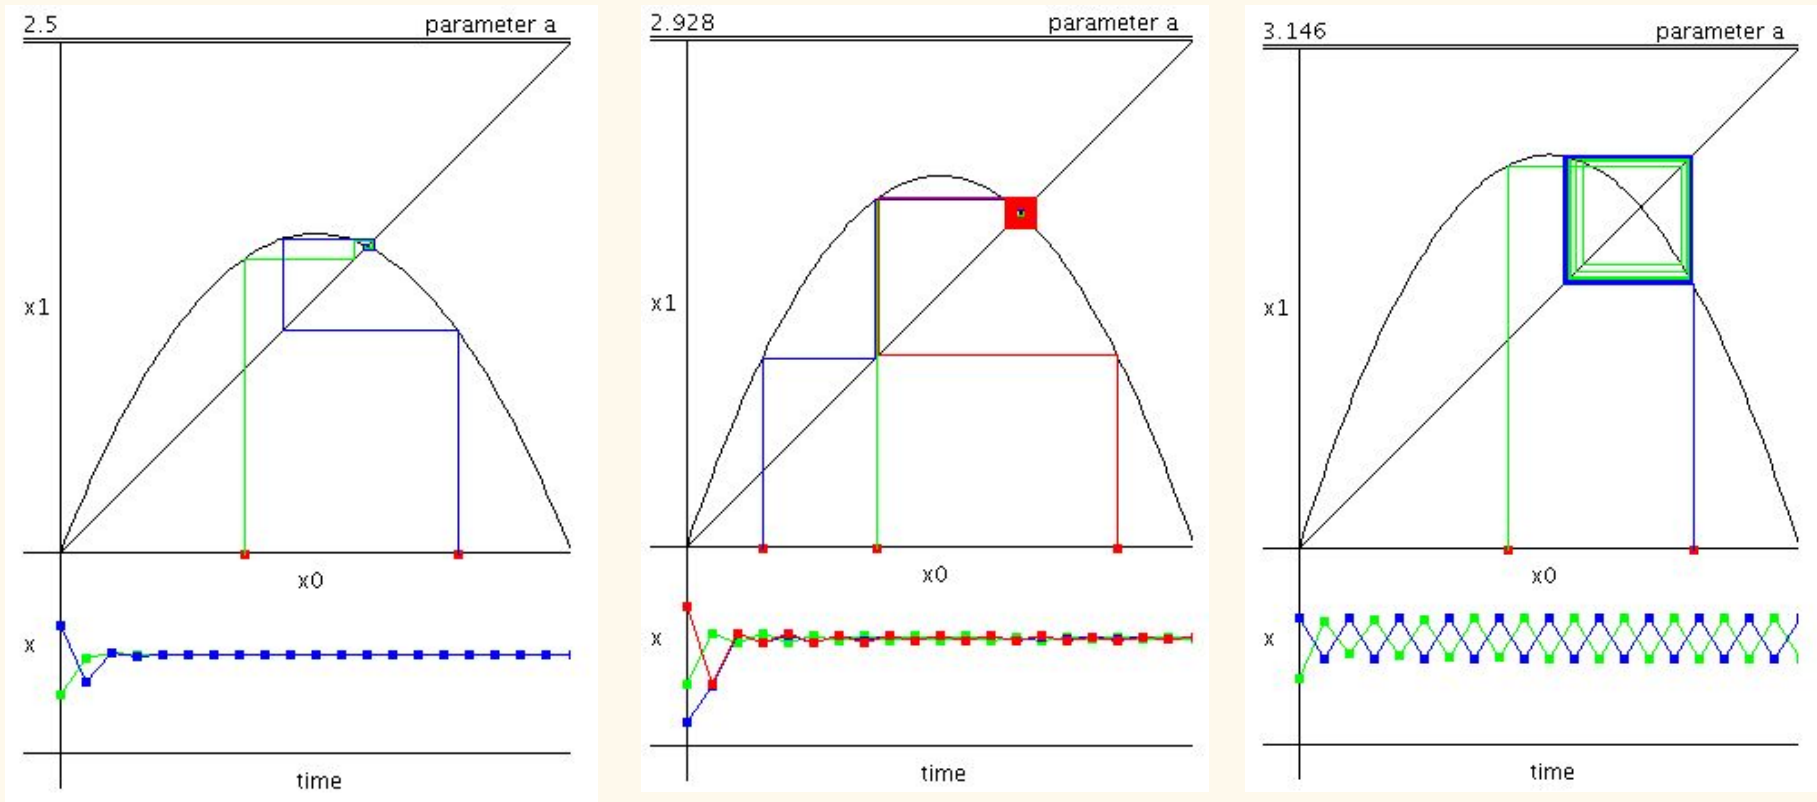 2.5 parameter a
x1
x0
x
time
2.928 parameter a
x1
x0
x
time
3.146 parameter a
x1
x0
x
time